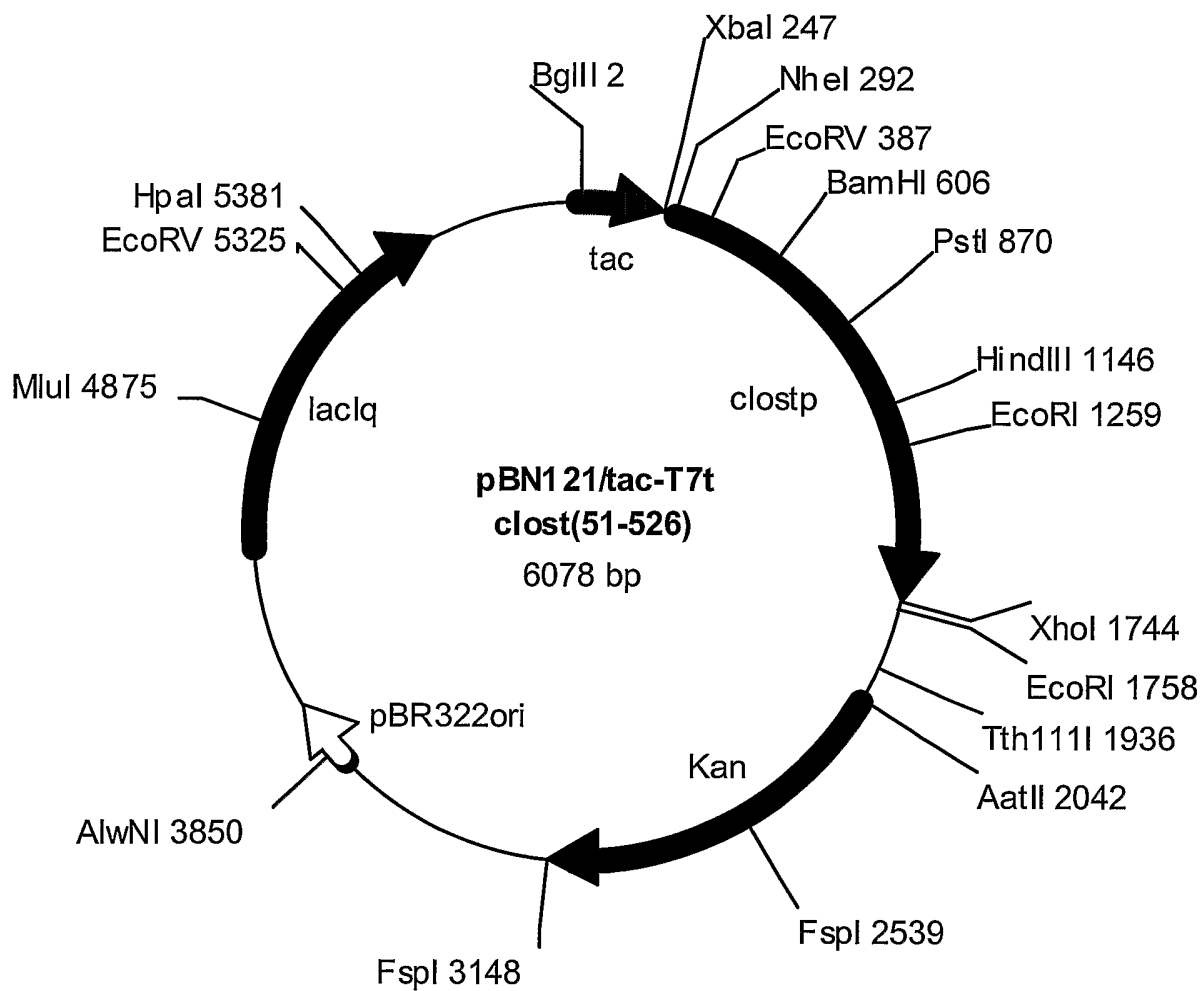 XbaI 247
BglII 2
NheI 292
EcoRV 387
BamHI 606
HpaI 5381
EcoRV 5325
tac
PstI 870
HindIII 1146
MluI 4875
lacIq
clostp
EcoRI 1259
pBN121/tac-T7t
clost(51-526)
6078 bp
XhoI 1744
EcoRI 1758
pBR322ori
Tth111I 1936
Kan
AatII 2042
AlwNI 3850
FspI 2539
FspI 3148